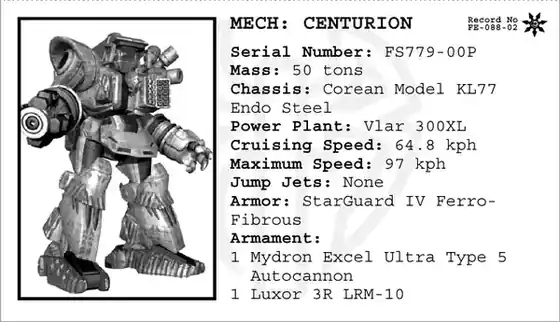 MECH: CENTURION
Record No
FE-088-02
Serial Number: FS779-00P
Mass: 50 tons
Chassis: Corean Model KL77
Endo Steel
Power Plant: Vlar 300XL
Cruising Speed: 64.8 kph
Maximum Speed: 97 kph
Jump Jets: None
Armor: StarGuard IV Ferro-
Fibrous
Armament:
1 Mydron Excel Ultra Type 5
Autocannon
1 Luxor 3R LRM-10